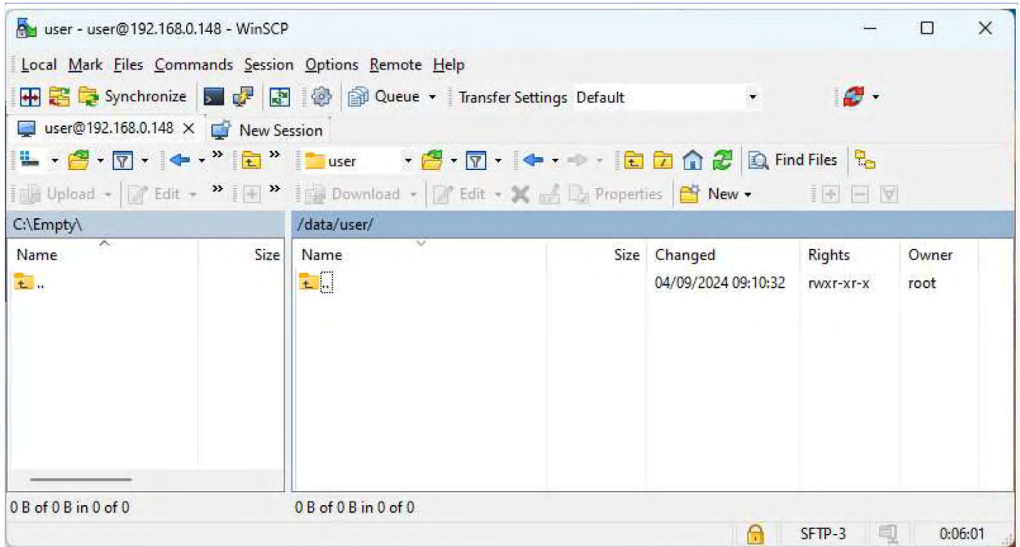 user - user@192.168.0.148 - WinSCP
Local Mark Files Commands Session Options Remote Help
Synchronize Queue Transfer Settings Default
user@192.168.0.148 New Session
user Find Files
Upload Edit Download Edit Properties New
C:\Empty\ /data/user/
Name Size Name Size Changed Rights Owner
.. .. 04/09/2024 09:10:32 rwxr-xr-x root
0 B of 0 B in 0 of 0 0 B of 0 B in 0 of 0
SFTP-3 0:06:01